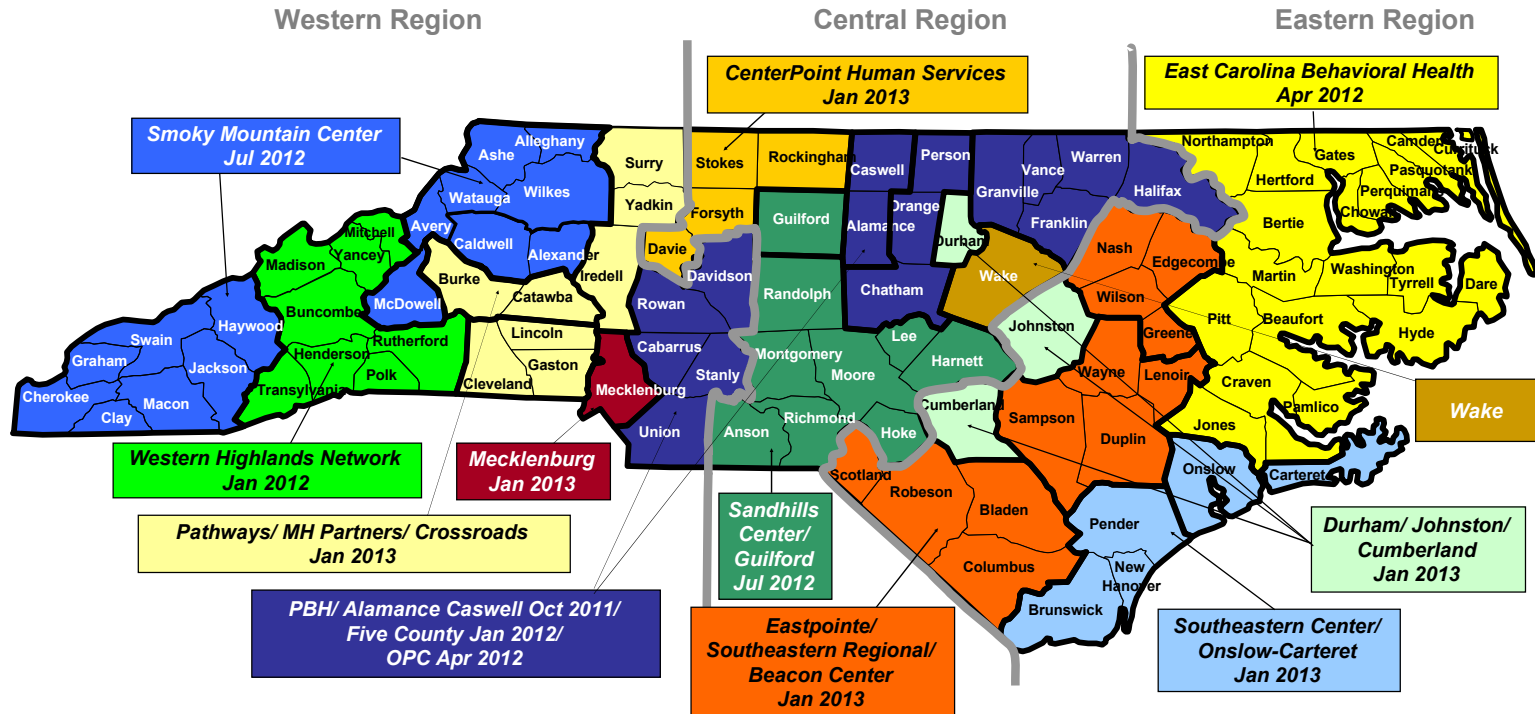 Western Region
Central Region
Eastern Region
CenterPoint Human Services
Jan 2013
East Carolina Behavioral Health
Apr 2012
Smoky Mountain Center
Jul 2012
Alleghany
Ashe
Surry
Stokes
Rockingham
Caswell
Person
Vance
Warren
Northampton
Gates
Camden
Currituck
Watauga
Wilkes
Yadkin
Forsyth
Guilford
Granville
Halifax
Hertford
Pasquotank
Perquimans
Chowan
Avery
Caldwell
Alexander
Iredell
Davie
Davidson
Alamance
Orange
Durham
Franklin
Nash
Edgecombe
Bertie
Mitchell
Yancey
Madison
Burke
McDowell
Catawba
Rowan
Randolph
Chatham
Wake
Wilson
Martin
Washington
Tyrrell
Dare
Buncombe
Haywood
Swain
Rutherford
Lincoln
Cabarrus
Lee
Johnston
Greene
Pitt
Beaufort
Hyde
Graham
Jackson
Henderson
Polk
Gaston
Cleveland
Mecklenburg
Stanly
Montgomery
Moore
Harnett
Wayne
Lenoir
Craven
Pamlico
Cherokee
Clay
Macon
Transylvania
Union
Anson
Richmond
Hoke
Cumberland
Sampson
Duplin
Jones
Wake
Western Highlands Network
Jan 2012
Mecklenburg
Jan 2013
Scotland
Robeson
Bladen
Onslow
Carteret
Pender
Columbus
New
Hanover
Brunswick
Pathways/ MH Partners/ Crossroads
Jan 2013
Sandhills
Center/
Guilford
Jul 2012
Durham/ Johnston/
Cumberland
Jan 2013
PBH/ Alamance Caswell Oct 2011/
Five County Jan 2012/
OPC Apr 2012
Eastpointe/
Southeastern Regional/
Beacon Center
Jan 2013
Southeastern Center/
Onslow-Carteret
Jan 2013